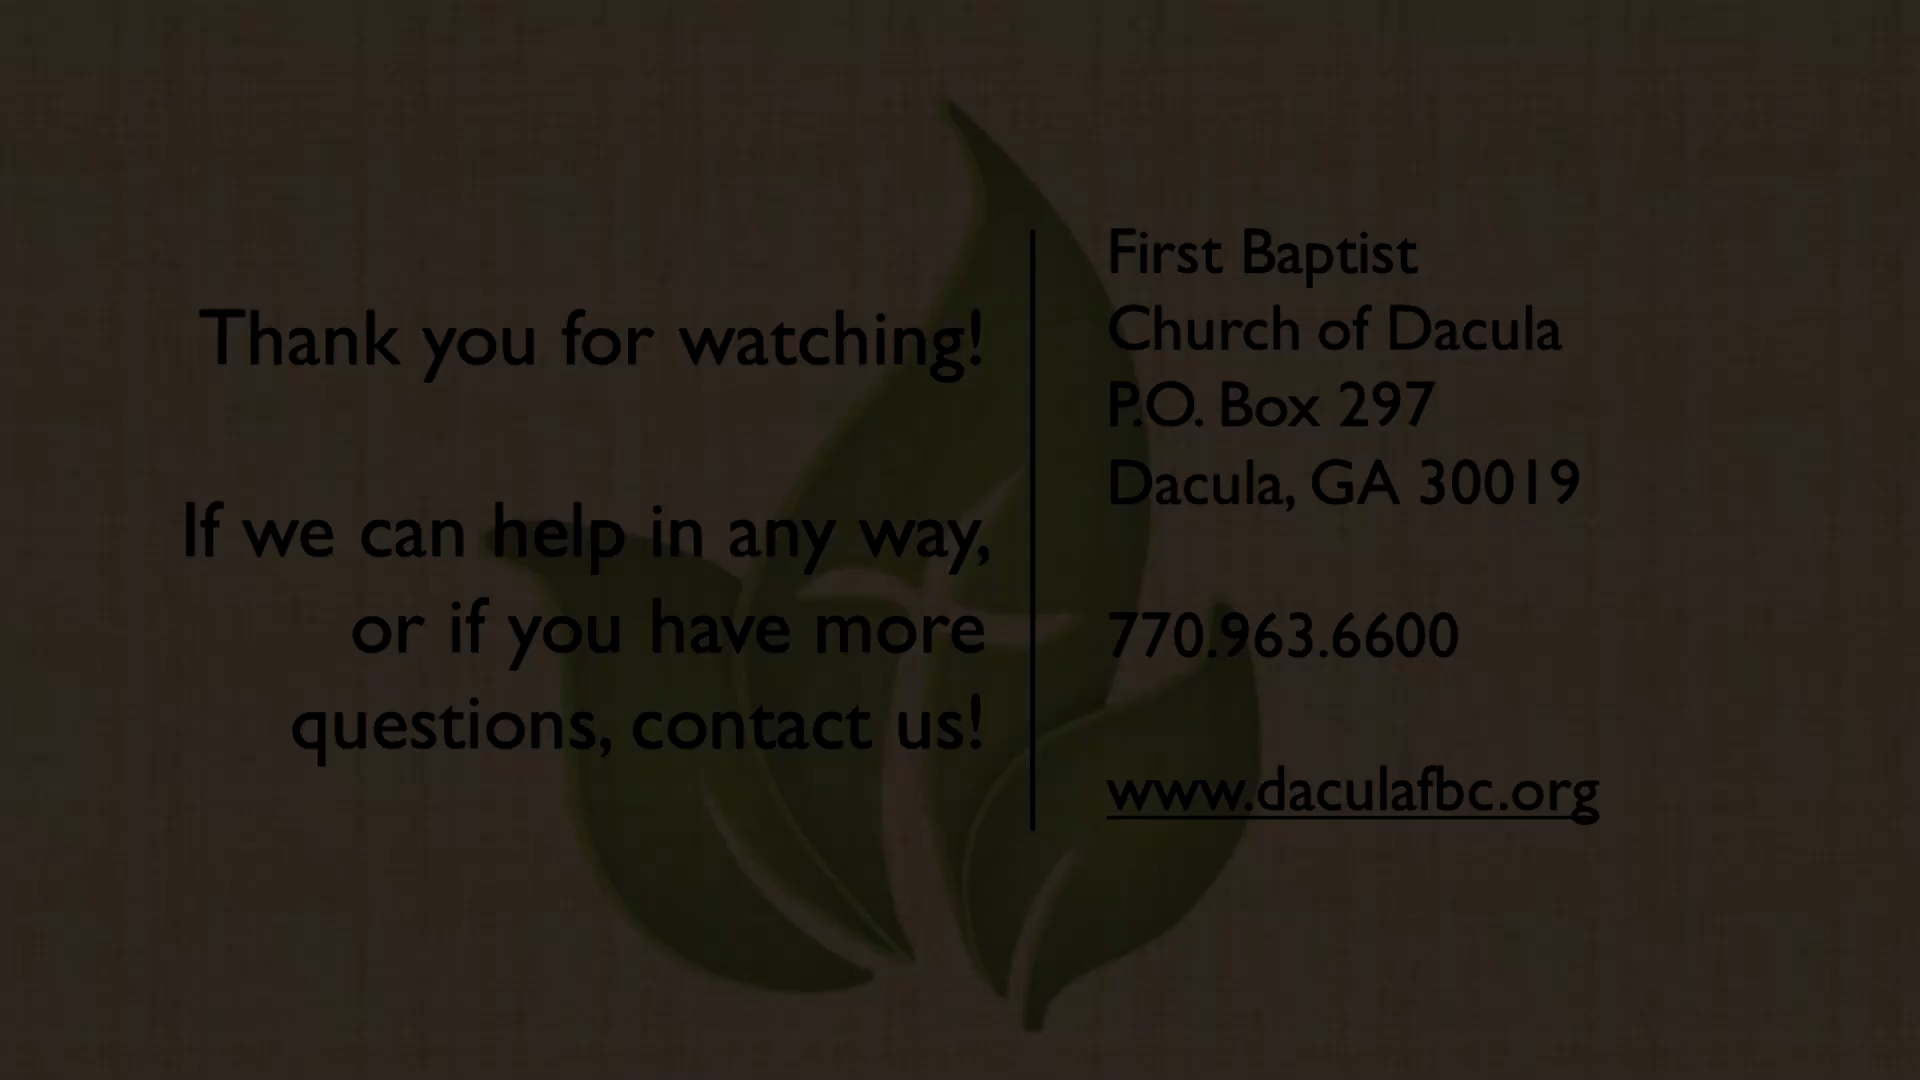 Thank you for watching!
If we can help in any way,
or if you have more
questions, contact us!
First Baptist
Church of Dacula
P.O. Box 297
Dacula, GA 30019
770.963.6600
www.daculafbc.org